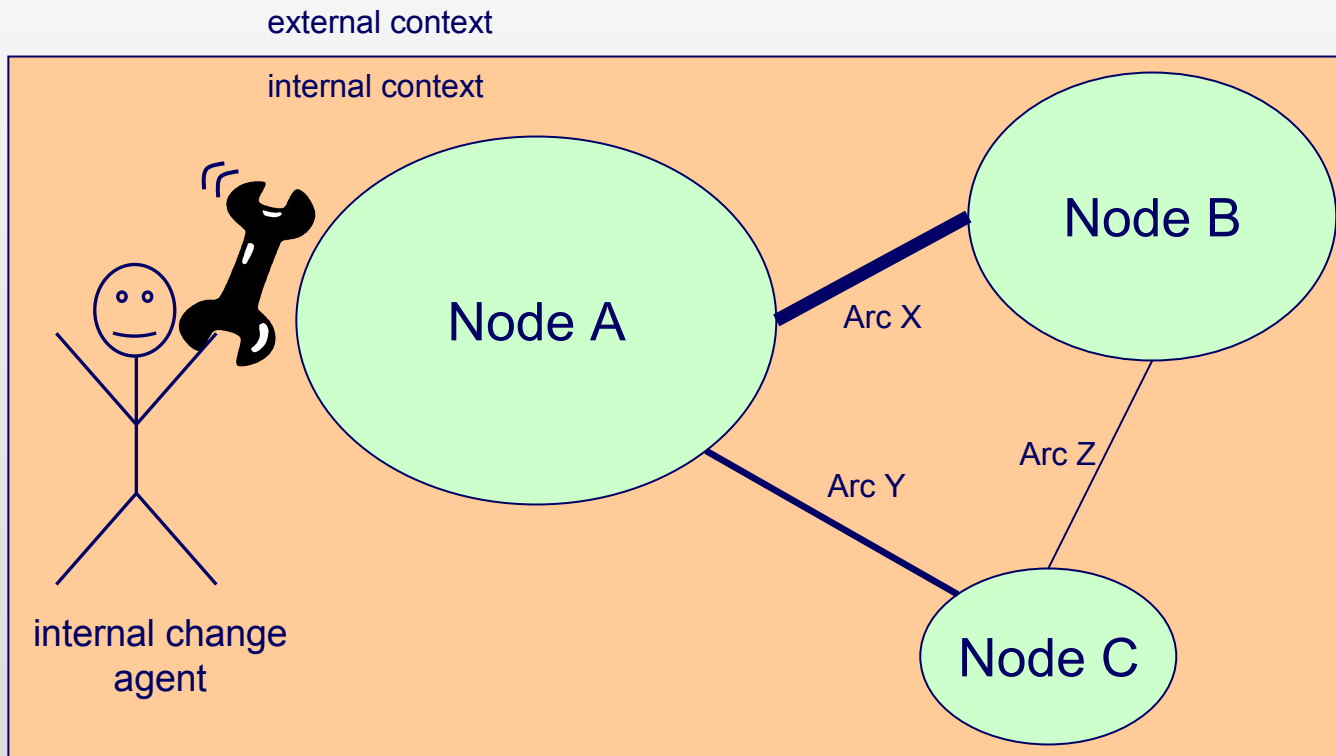 external context
internal context
Node A
Node B
Arc X
Arc Z
Arc Y
Node C
internal change
agent